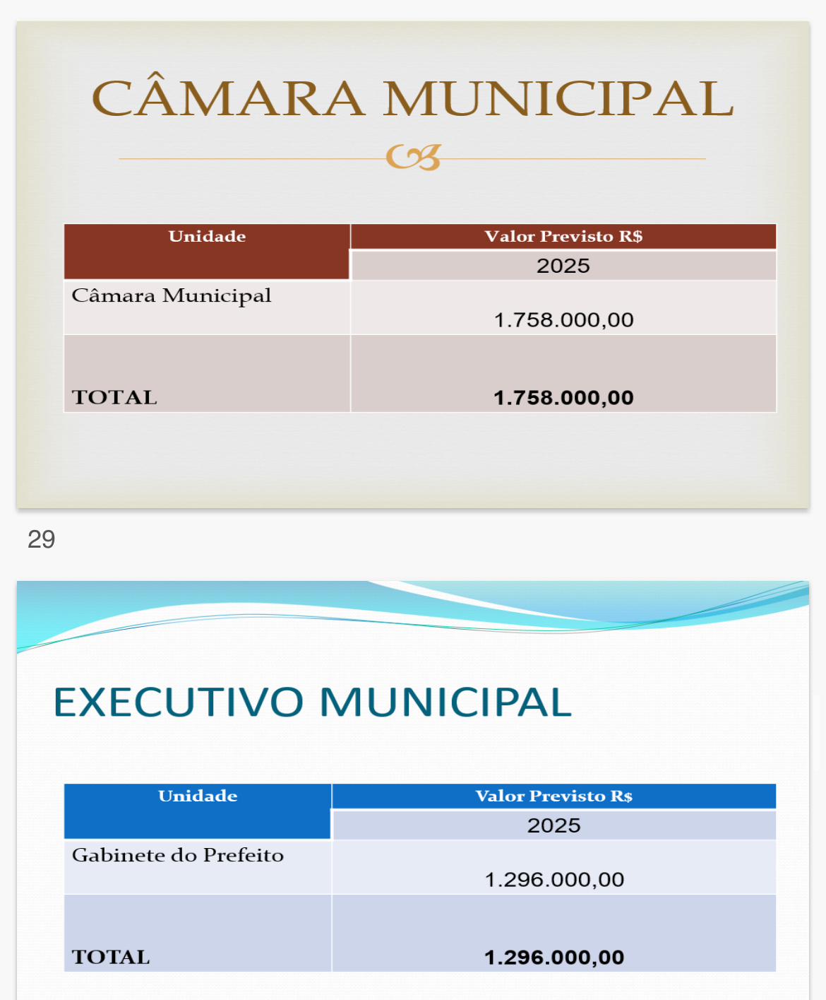 CÂMARA MUNICIPAL
Unidade
Valor Previsto R$
2025
Câmara Municipal
1.758.000,00
TOTAL
1.758.000,00
29
EXECUTIVO MUNICIPAL
Unidade
Valor Previsto R$
2025
Gabinete do Prefeito
1.296.000,00
TOTAL
1.296.000,00